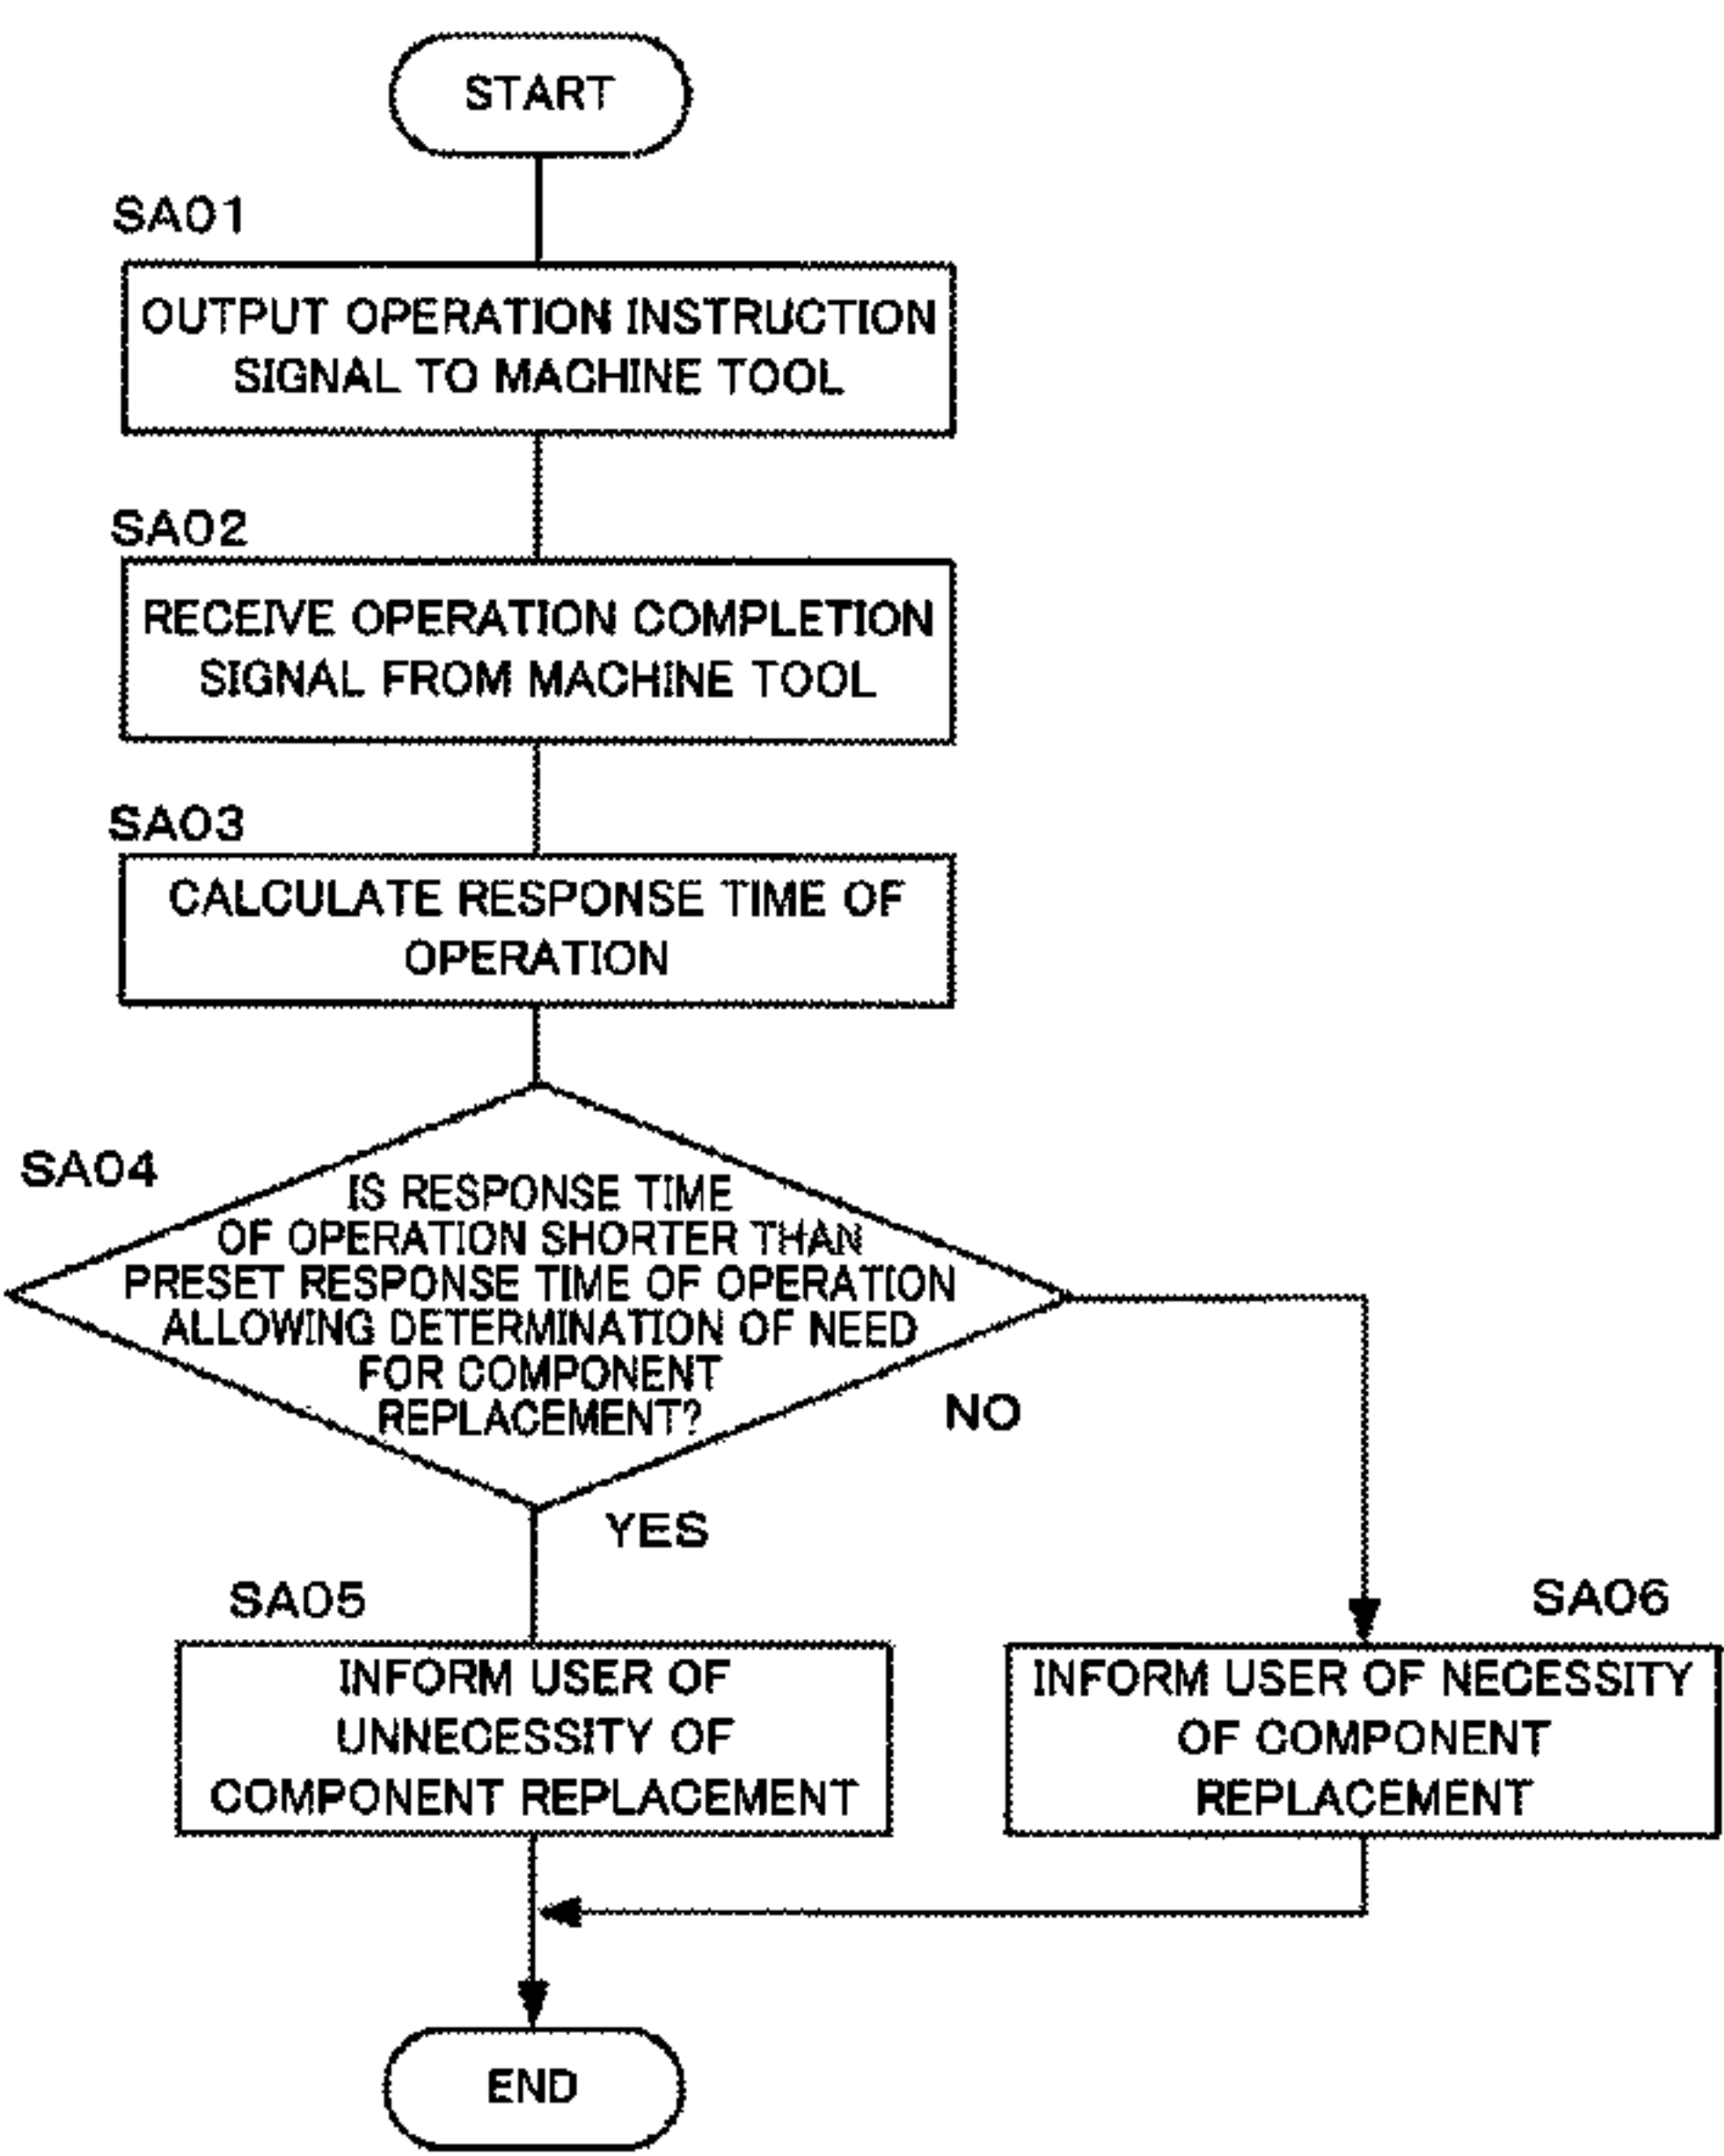 START
SA01
OUTPUT OPERATION INSTRUCTION
SIGNAL TO MACHINE TOOL
SA02
RECEIVE OPERATION COMPLETION
SIGNAL FROM MACHINE TOOL
SA03
CALCULATE RESPONSE TIME OF
OPERATION
SA04
IS RESPONSE TIME
OF OPERATION SHORTER THAN
PRESET RESPONSE TIME OF OPERATION
ALLOWING DETERMINATION OF NEED
FOR COMPONENT
REPLACEMENT?
NO
YES
SA05
INFORM USER OF
UNNECESSITY OF
COMPONENT REPLACEMENT
SA06
INFORM USER OF NECESSITY
OF COMPONENT
REPLACEMENT
END